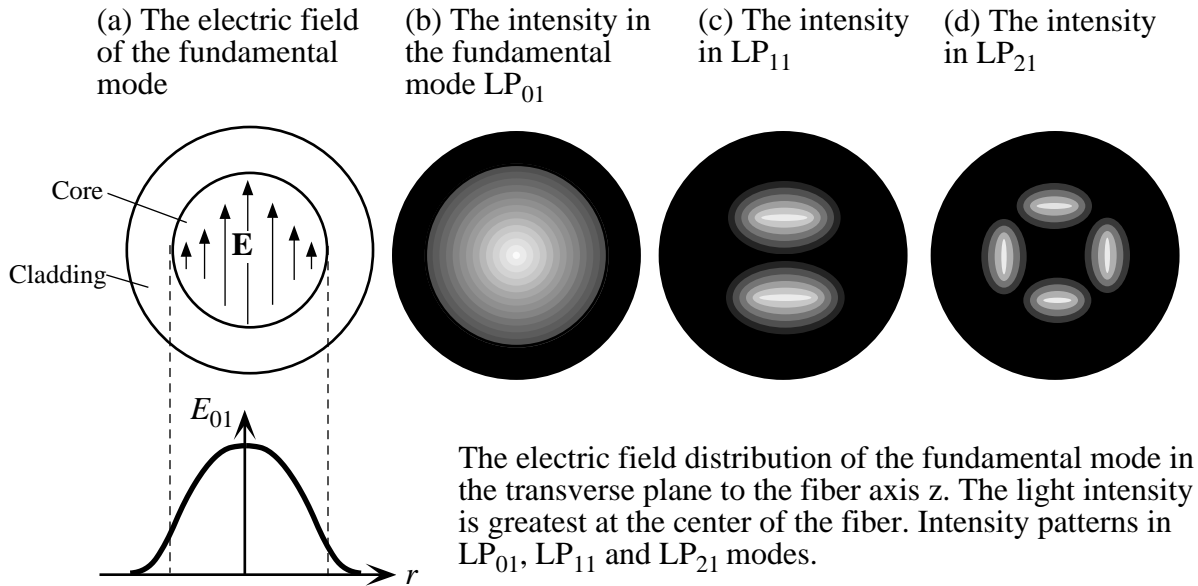 (a) The electric field
of the fundamental
mode
(b) The intensity in
the fundamental
mode LP01
(c) The intensity
in LP11
(d) The intensity
in LP21
Core
E
Cladding
E01
r
The electric field distribution of the fundamental mode in
the transverse plane to the fiber axis z. The light intensity
is greatest at the center of the fiber. Intensity patterns in
LP01, LP11 and LP21 modes.